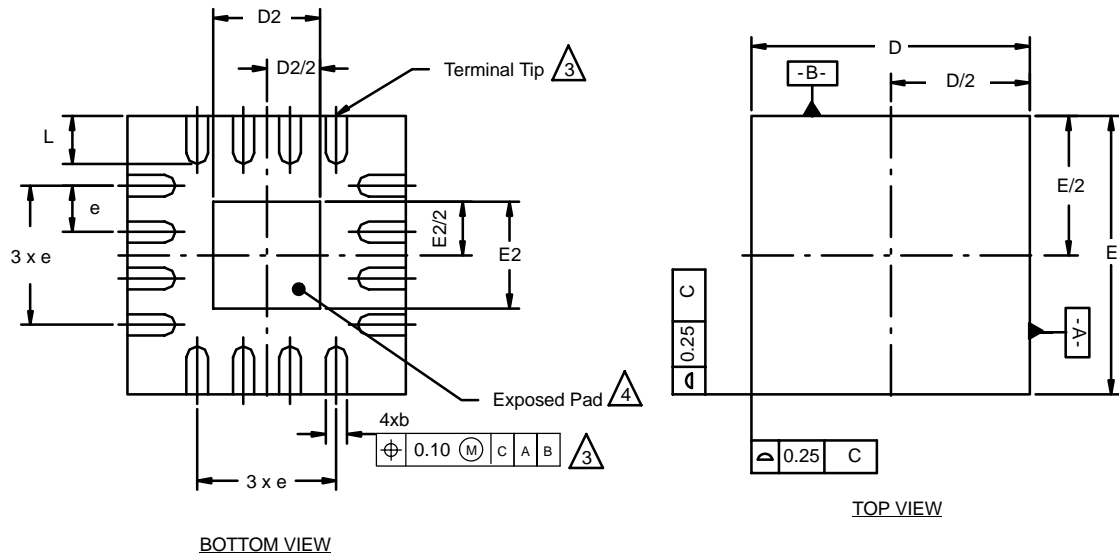 D2
D2/2
Terminal Tip 3
L
e
3 x e
E2/2
E2
Exposed Pad 4
4xb
0.10 M C A B 3
3 x e
BOTTOM VIEW
D
-B-
D/2
E/2
E
-A-
0.25 C
0.25 C
TOP VIEW